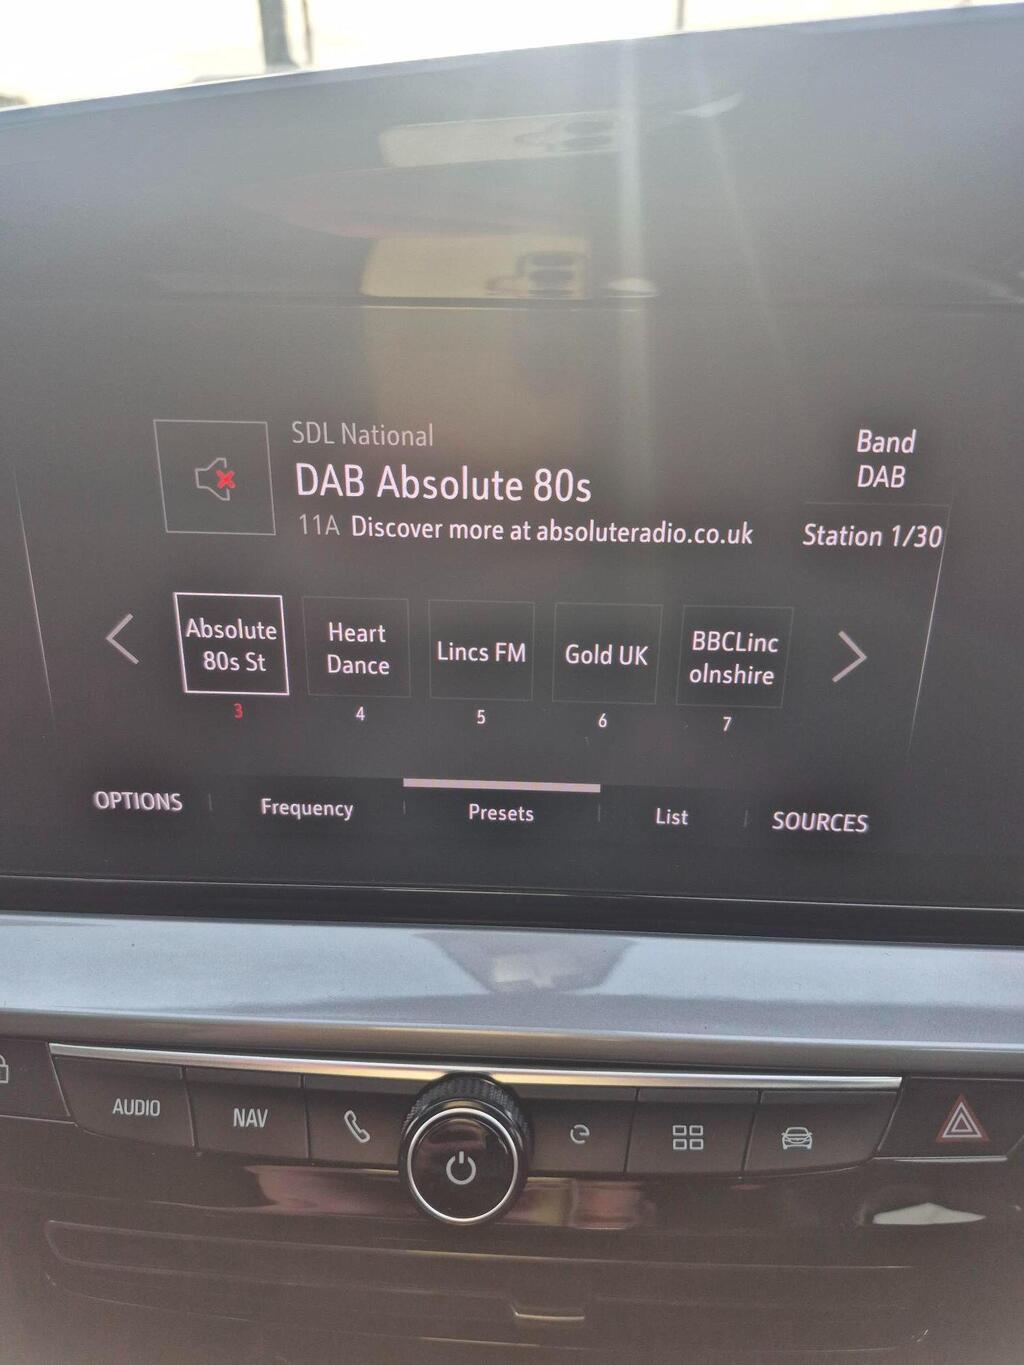 SDL National
DAB Absolute 80s
11A Discover more at absoluteradio.co.uk
Band
DAB
Station 1/30
Absolute
80s St
3
Heart
Dance
4
Lincs FM
5
Gold UK
6
BBCLinc
olnshire
7
OPTIONS
Frequency
Presets
List
SOURCES
AUDIO
NAV